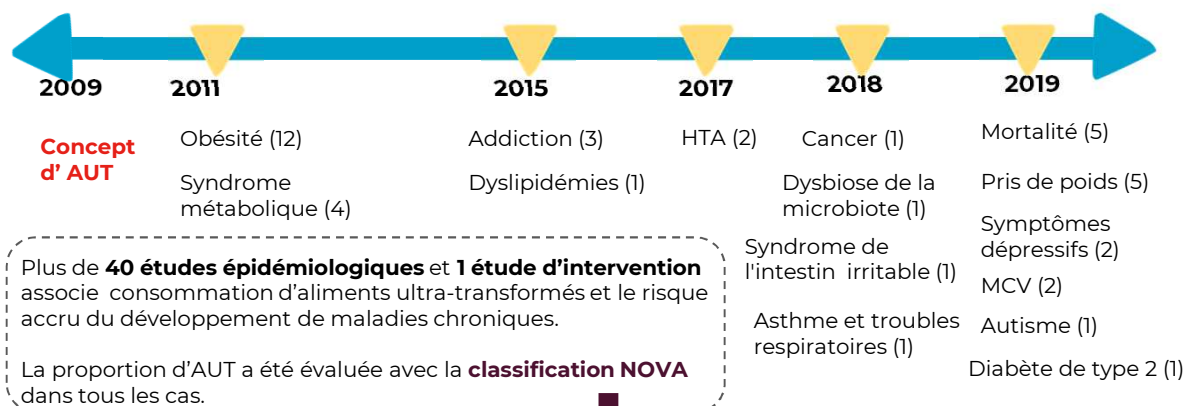 2009
2011
2015
2017
2018
2019
Concept
d' AUT
Obésité (12)
Syndrome
métabolique (4)
Addiction (3)
Dyslipidémies (1)
HTA (2)
Cancer (1)
Dysbiose de la
microbiote (1)
Syndrome de
l'intestin irritable (1)
Asthme et troubles
respiratoires (1)
Mortalité (5)
Pris de poids (5)
Symptômes
dépressifs (2)
MCV (2)
Autisme (1)
Diabète de type 2 (1)
Plus de 40 études épidémiologiques et 1 étude d'intervention
associe consommation d'aliments ultra-transformés et le risque
accru du développement de maladies chroniques.
La proportion d'AUT a été évaluée avec la classification NOVA
dans tous les cas.